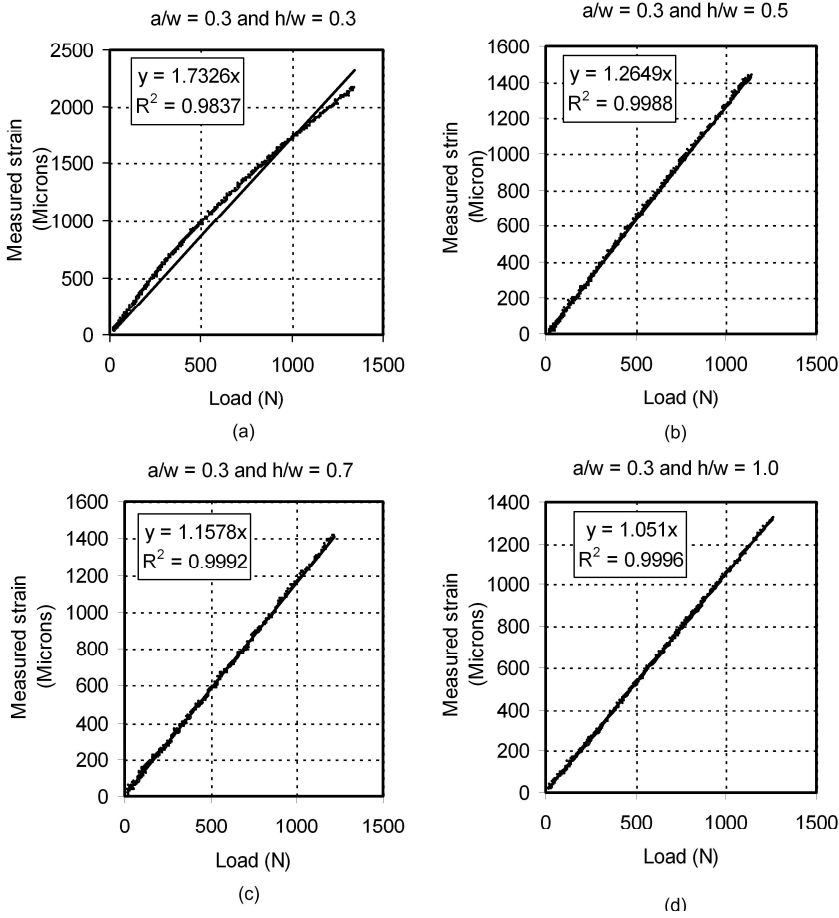 a/w = 0.3 and h/w = 0.3
2500
2000
1500
1000
500
0
y = 1.7326x
R² = 0.9837
Measured strain
(Microns)
0 500 1000 1500
Load (N)
(a)
a/w = 0.3 and h/w = 0.5
1600
1400
1200
1000
800
600
400
200
0
y = 1.2649x
R² = 0.9988
Measured strin
(Micron)
0 500 1000 1500
Load (N)
(b)
a/w = 0.3 and h/w = 0.7
1600
1400
1200
1000
800
600
400
200
0
y = 1.1578x
R² = 0.9992
Measured strain
(Microns)
0 500 1000 1500
Load (N)
(c)
a/w = 0.3 and h/w = 1.0
1400
1200
1000
800
600
400
200
0
y = 1.051x
R² = 0.9996
Measured strain
(Microns)
0 500 1000 1500
Load (N)
(d)